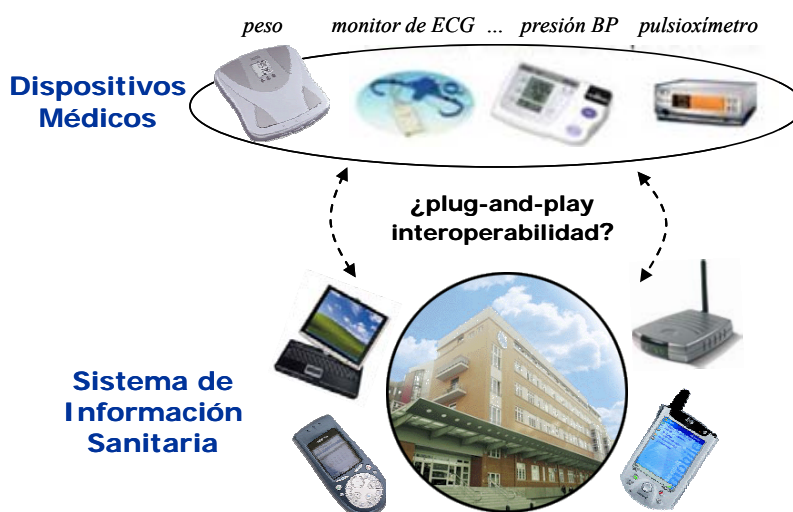 peso monitor de ECG ... presión BP pulsioxímetro
Dispositivos
Médicos
¿plug-and-play
interoperabilidad?
Sistema de
Información
Sanitaria